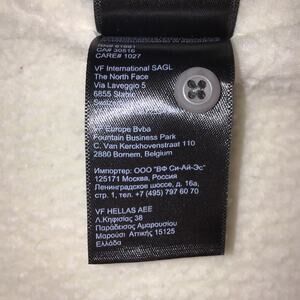 CA# 30516
CARE# 1027
VF International SAGL
The North Face
Via Laveggio 5
6855
VF Europe Bvba
Fountain Business Park
C. Van Kerckhovenstraat 110
2880 Bornem, Belgium
Импортер: ООО "ВФ Си-Ай-Эс"
125171 Москва, Россия
Ленинградское шоссе, д. 16а,
стр. 1, тел. +7 (495) 797 60 70
VF HELLAS AEE
Λ.Κηφισίας 38
Παράδεισος Αμαρουσίου
Μαρούσι Αττικής 15125
Ελλάδα